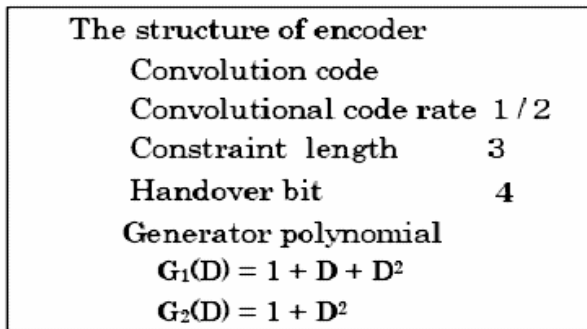 The structure of encoder
Convolution code
Convolutional code rate 1 / 2
Constraint length 3
Handover bit 4
Generator polynomial
G₁(D) = 1 + D + D²
G₂(D) = 1 + D²